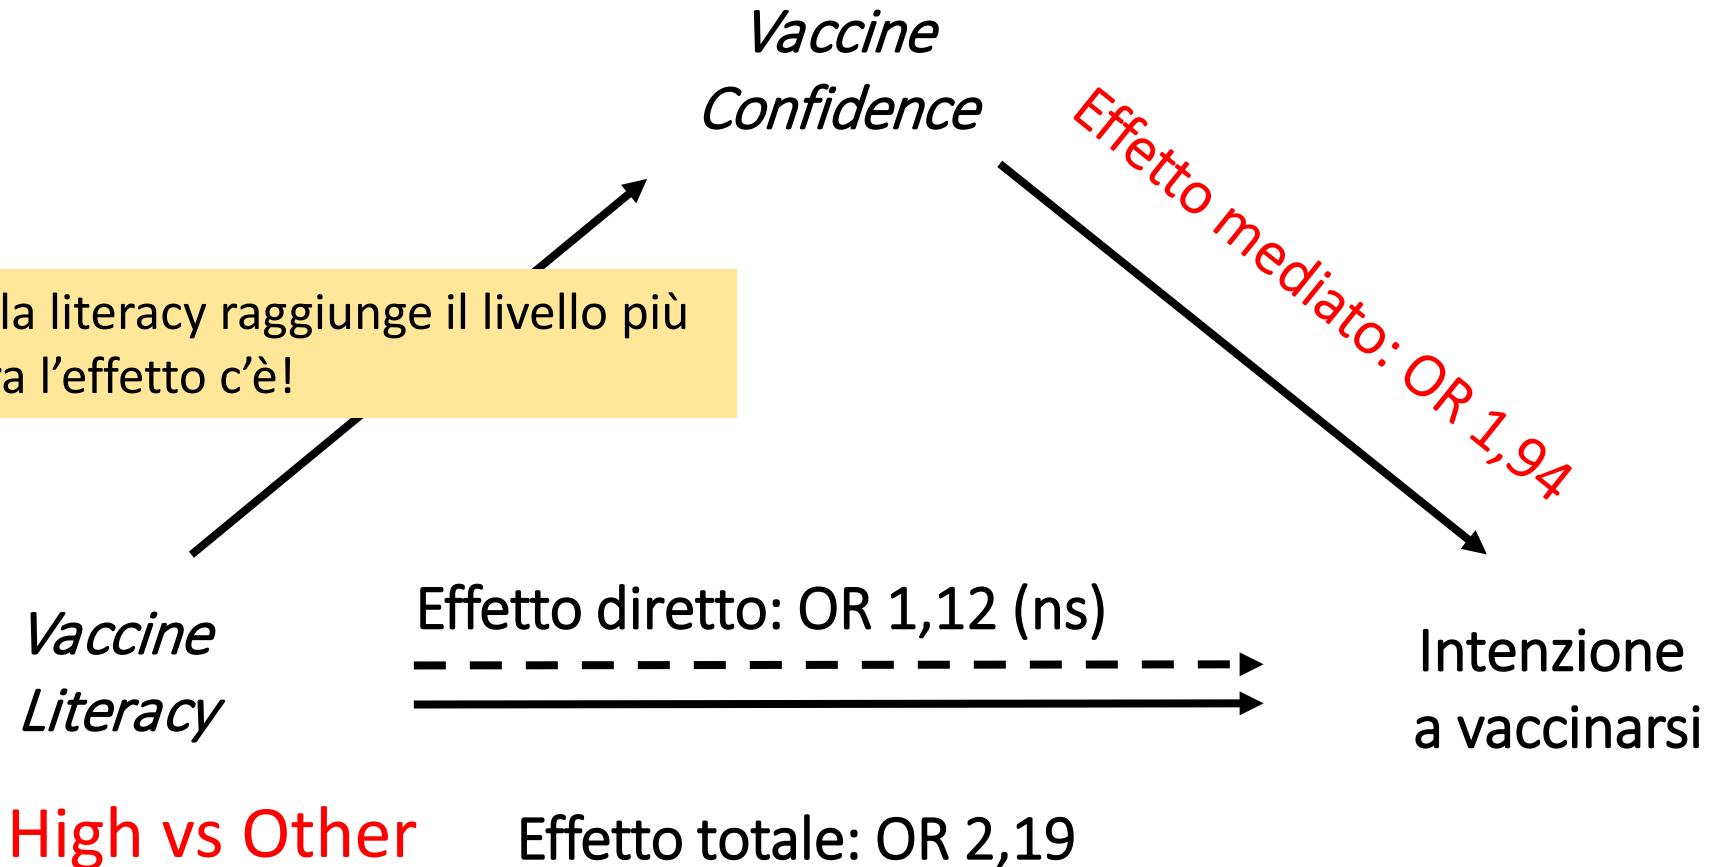 Vaccine
Confidence
Effetto mediato: OR 1,94
la literacy raggiunge il livello più
l'effetto c'è!
Effetto diretto: OR 1,12 (ns)
Vaccine
Literacy
Intenzione
a vaccinarsi
High vs Other
Effetto totale: OR 2,19